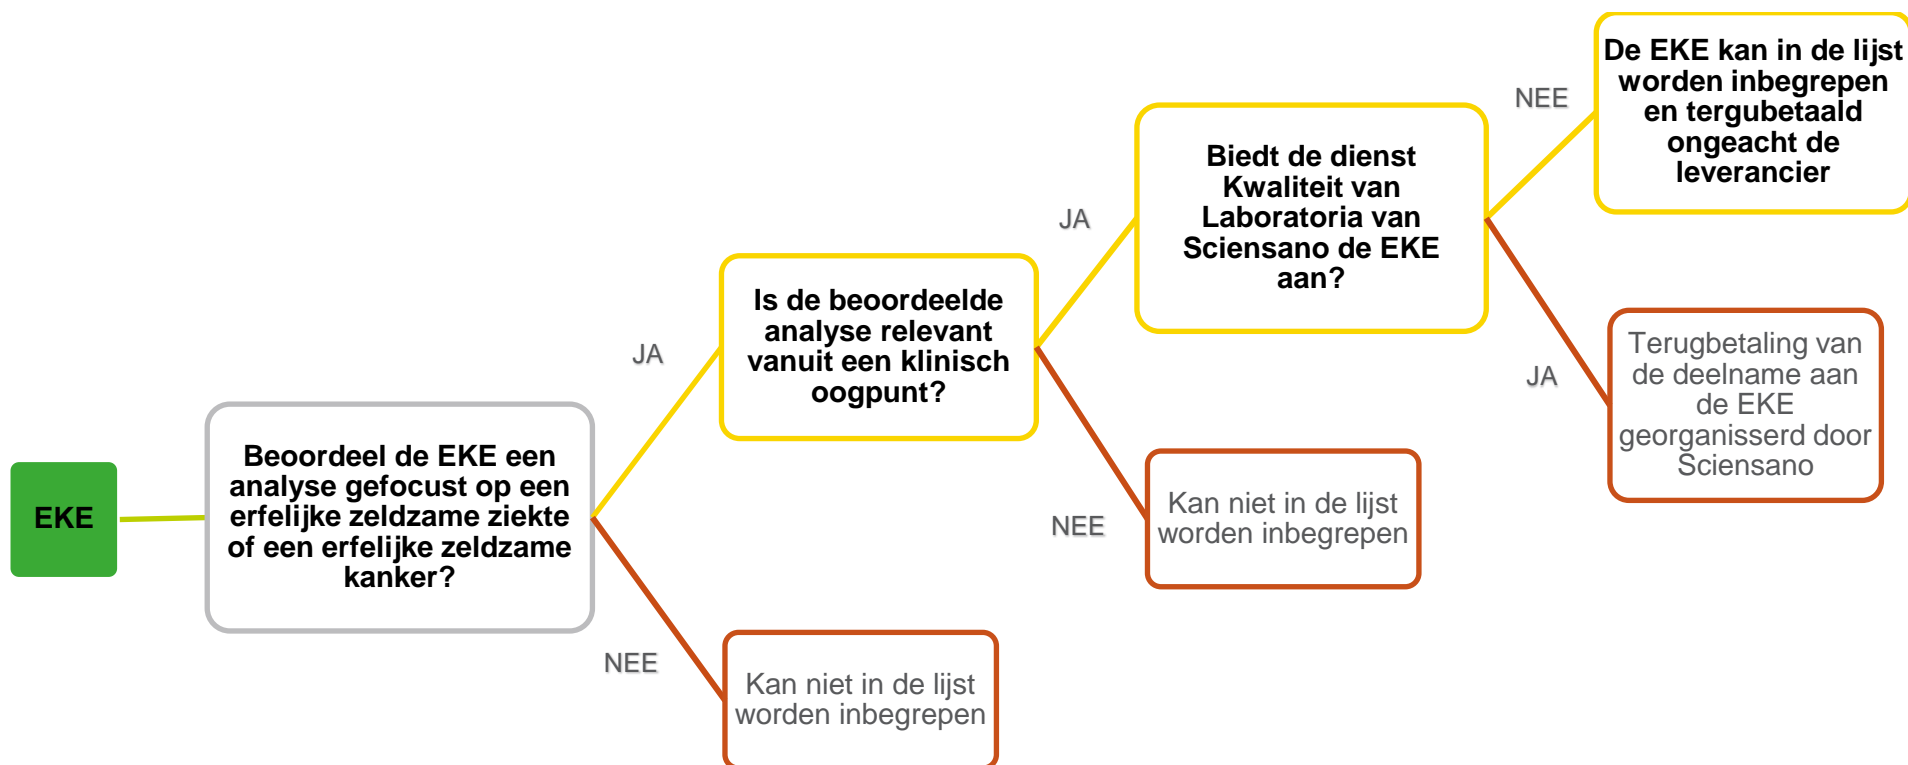 EKE
Beoordeel de EKE een
analyse gefocust op een
erfelijke zeldzame ziekte
of een erfelijke zeldzame
kanker?
JA
NEE
Is de beoordeelde
analyse relevant
vanuit een klinisch
oogpunt?
Kan niet in de lijst
worden inbegrepen
JA
NEE
Biedt de dienst
Kwaliteit van
Laboratoria van
Sciensano de EKE
aan?
Kan niet in de lijst
worden inbegrepen
NEE
JA
De EKE kan in de lijst
worden inbegrepen
en tergubetaald
ongeacht de
leverancier
Terugbetaling van
de deelname aan
de EKE
georganisserd door
Sciensano